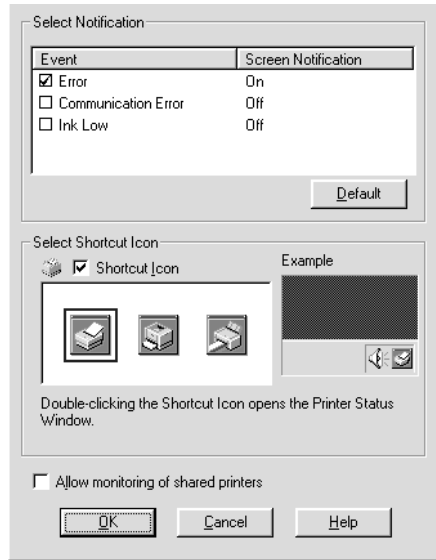 Select Notification
Event Screen Notification
Error On
Communication Error Off
Ink Low Off
Default
Select Shortcut Icon
Shortcut Icon
Example
Double-clicking the Shortcut Icon opens the Printer Status
Window.
Allow monitoring of shared printers
OK Cancel Help